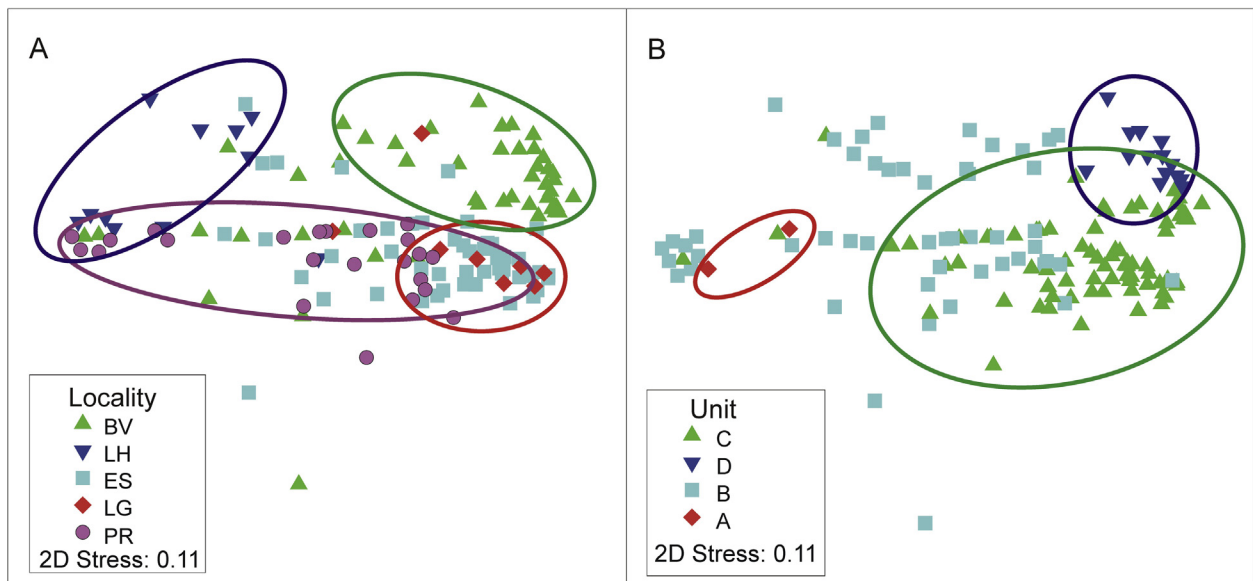 A
Locality
BV
LH
ES
LG
PR
2D Stress: 0.11
B
Unit
C
D
B
A
2D Stress: 0.11